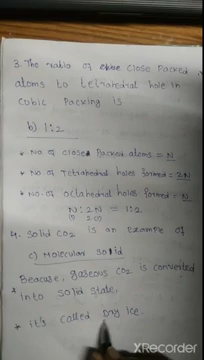 3. The ratio of close packed
atoms to tetrahedral hole in
cubic packing is
b) 1:2
* No of closed Packed atoms = N
* No of Tetrahedral holes formed = 2N
* No. of octahedral holes formed = N
N : 2N = 1:2
4. Solid CO2 is an Example of
c) Molecular solid
Beacuse, gaseous CO2 is converted
* Into solid state.
* it's called Dry Ice.
XRecorder